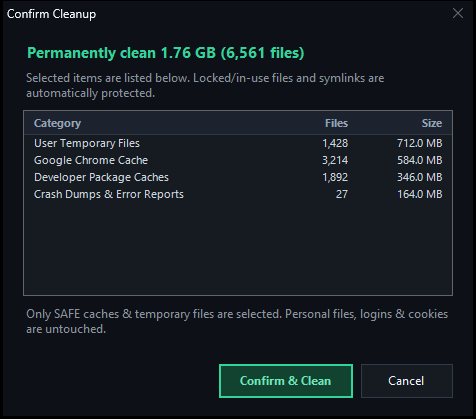 Confirm Cleanup
Permanently clean 1.76 GB (6,561 files)
Selected items are listed below. Locked/in-use files and symlinks are
automatically protected.
Category Files Size
User Temporary Files 1,428 712.0 MB
Google Chrome Cache 3,214 584.0 MB
Developer Package Caches 1,892 346.0 MB
Crash Dumps & Error Reports 27 164.0 MB
Only SAFE caches & temporary files are selected. Personal files, logins & cookies
are untouched.
Confirm & Clean Cancel